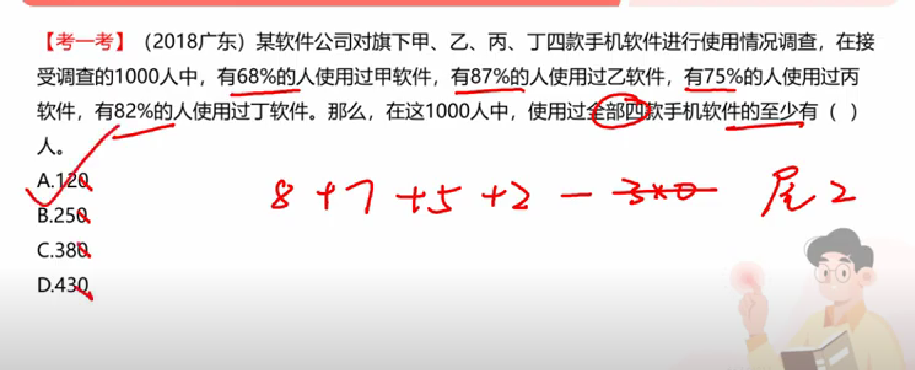 【考一考】（2018广东）某软件公司对旗下甲、乙、丙、丁四款手机软件进行使用情况调查，在接
受调查的1000人中，有68%的人使用过甲软件，有87%的人使用过乙软件，有75%的人使用过丙
软件，有82%的人使用过丁软件。那么，在这1000人中，使用过全部四款手机软件的至少有（ ）
人。
A.120
8+7+5+2-3*0 尾2
B.250
C.380
D.430